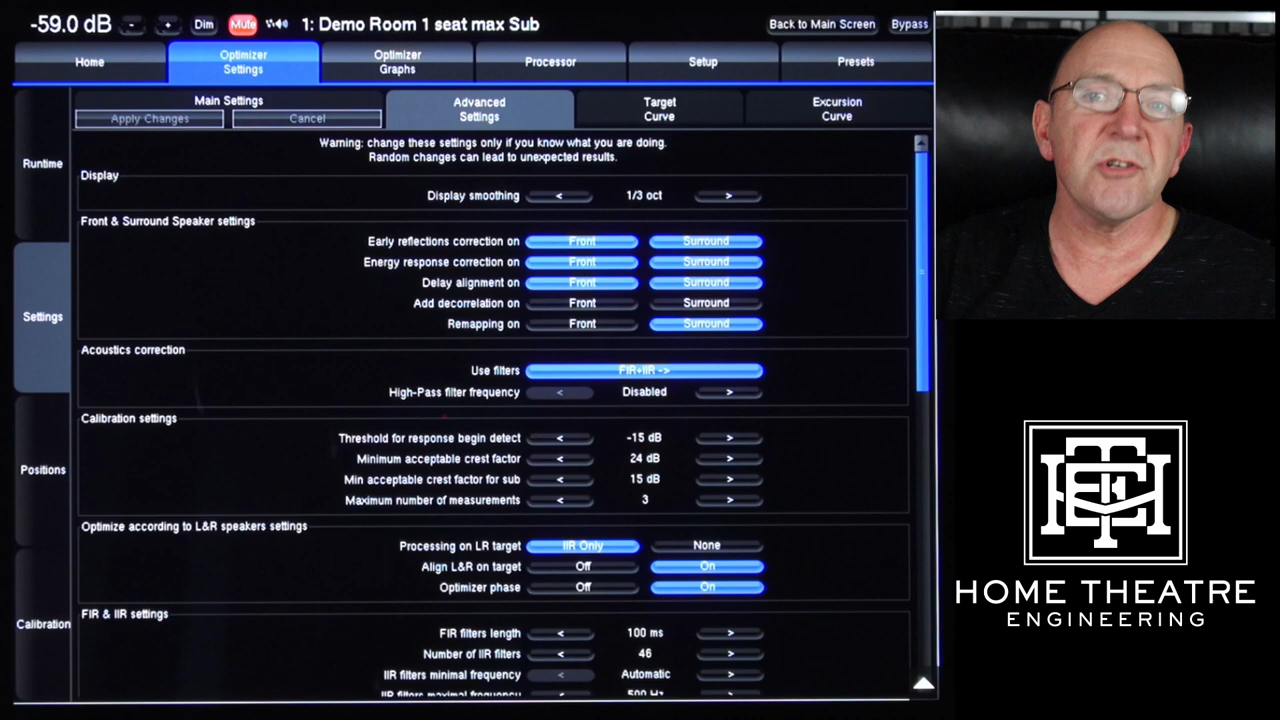 -59.0 dB - + Dim Mute 1: Demo Room 1 seat max Sub Back to Main Screen Bypass
Home Optimizer Settings Optimizer Graphs Processor Setup Presets
Main Settings Advanced Settings Target Curve Excursion Curve
Apply Changes Cancel
Warning: change these settings only if you know what you are doing.
Random changes can lead to unexpected results.
Runtime
Settings
Positions
Calibration
Display
Display smoothing < 1/3 oct >
Front & Surround Speaker settings
Early reflections correction on Front Surround
Energy response correction on Front Surround
Delay alignment on Front Surround
Add decorrelation on Front Surround
Remapping on Front Surround
Acoustics correction
Use filters FIR+IIR ->
High-Pass filter frequency < Disabled >
Calibration settings
Threshold for response begin detect < -15 dB >
Minimum acceptable crest factor < 24 dB >
Min acceptable crest factor for sub < 15 dB >
Maximum number of measurements < 3 >
Optimize according to L&R speakers settings
Processing on LR target IIR Only None
Align L&R on target Off On
Optimizer phase Off On
FIR & IIR settings
FIR filters length < 100 ms >
Number of IIR filters < 46 >
IIR filters minimal frequency < Automatic >
IIR filters maximal frequency < 500 Hz >
HTE
HOME THEATRE
ENGINEERING